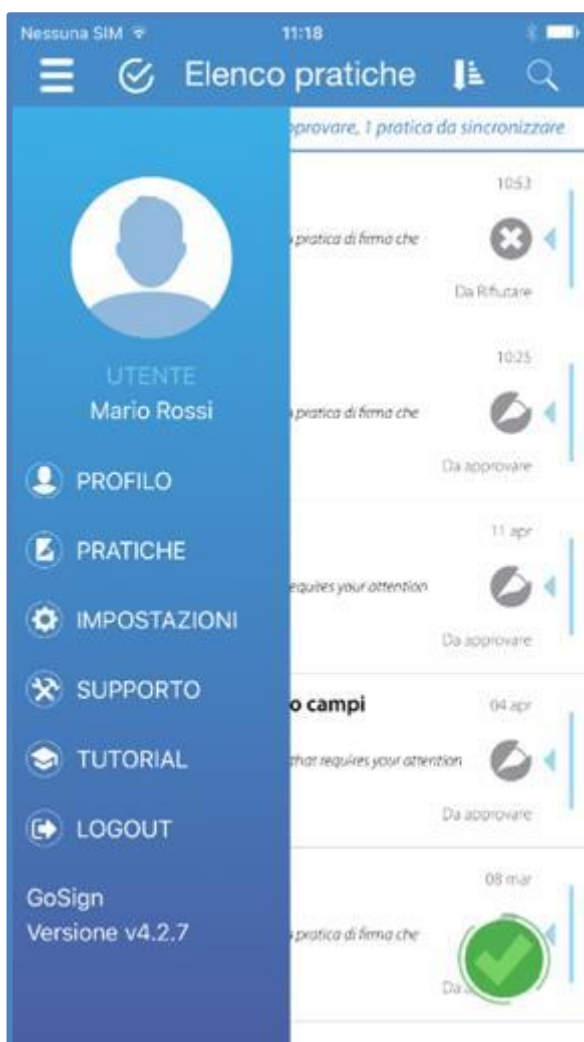 Nessuna SIM 11:18
Elenco pratiche
approvare, 1 pratica da sincronizzare
10:53
pratica di firma che
Da Rifiutare
10:25
pratica di firma che
Da approvare
11 apr
requires your attention
Da approvare
o campi
04 apr
that requires your attention
Da approvare
08 mar
pratica di firma che
Da
UTENTE
Mario Rossi
PROFILO
PRATICHE
IMPOSTAZIONI
SUPPORTO
TUTORIAL
LOGOUT
GoSign
Versione v4.2.7